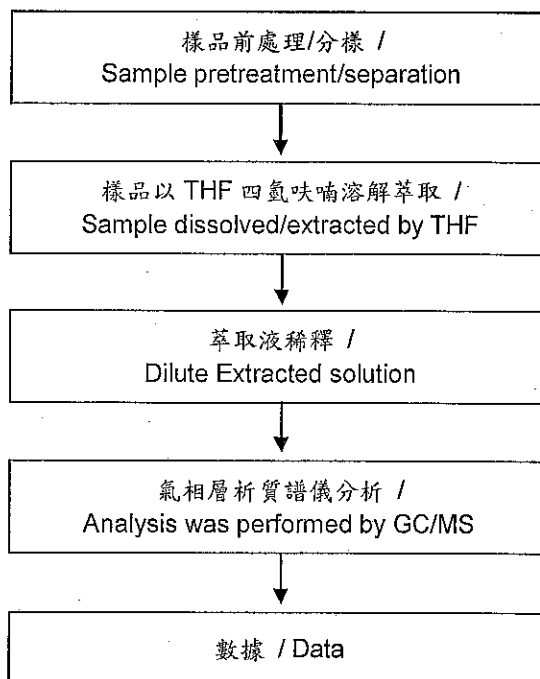 樣品前處理/分樣 /
Sample pretreatment/separation
樣品以 THF 四氫呋喃溶解萃取 /
Sample dissolved/extracted by THF
萃取液稀釋 /
Dilute Extracted solution
氣相層析質譜儀分析 /
Analysis was performed by GC/MS
數據 / Data